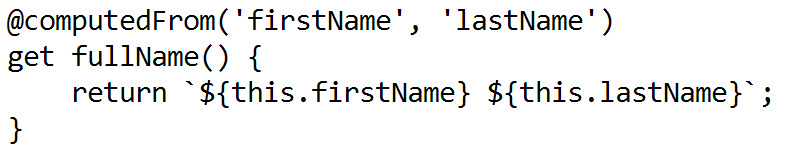 @computedFrom('firstName', 'lastName')
get fullName() {
    return `${this.firstName} ${this.lastName}`;
}